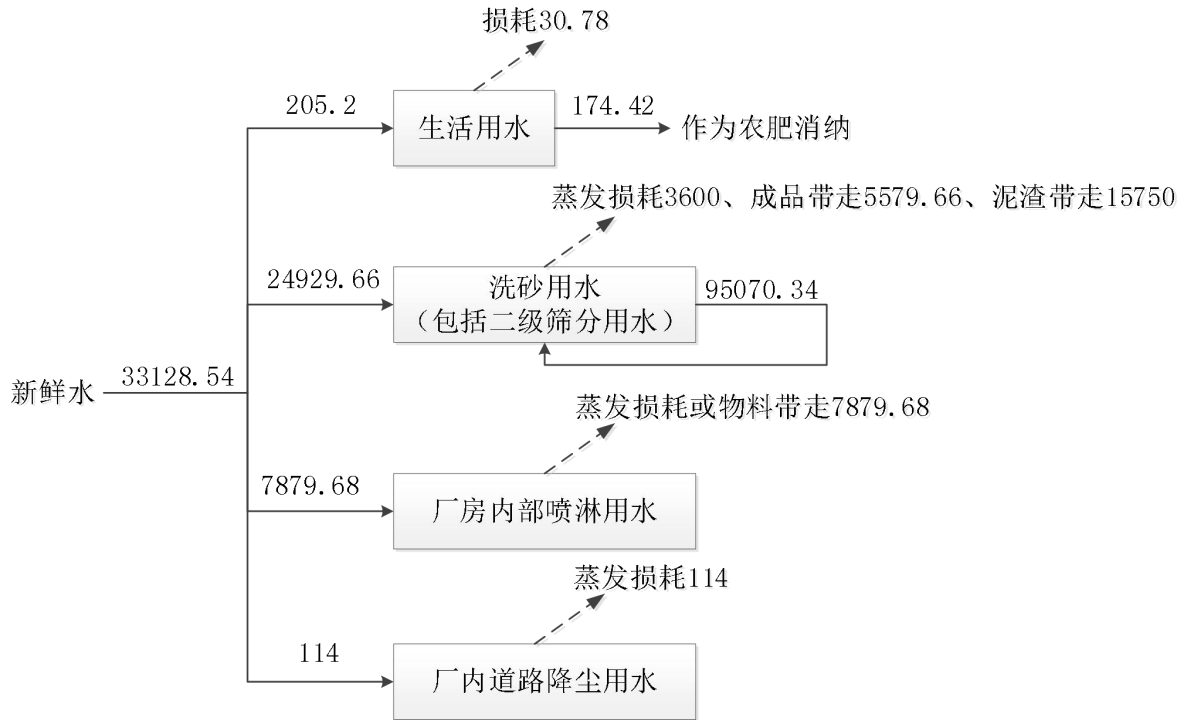 损耗30.78
205.2
生活用水
174.42
作为农肥消纳
蒸发损耗3600、成品带走5579.66、泥渣带走15750
24929.66
洗砂用水
（包括二级筛分用水）
95070.34
新鲜水
33128.54
蒸发损耗或物料带走7879.68
7879.68
厂房内部喷淋用水
蒸发损耗114
114
厂内道路降尘用水